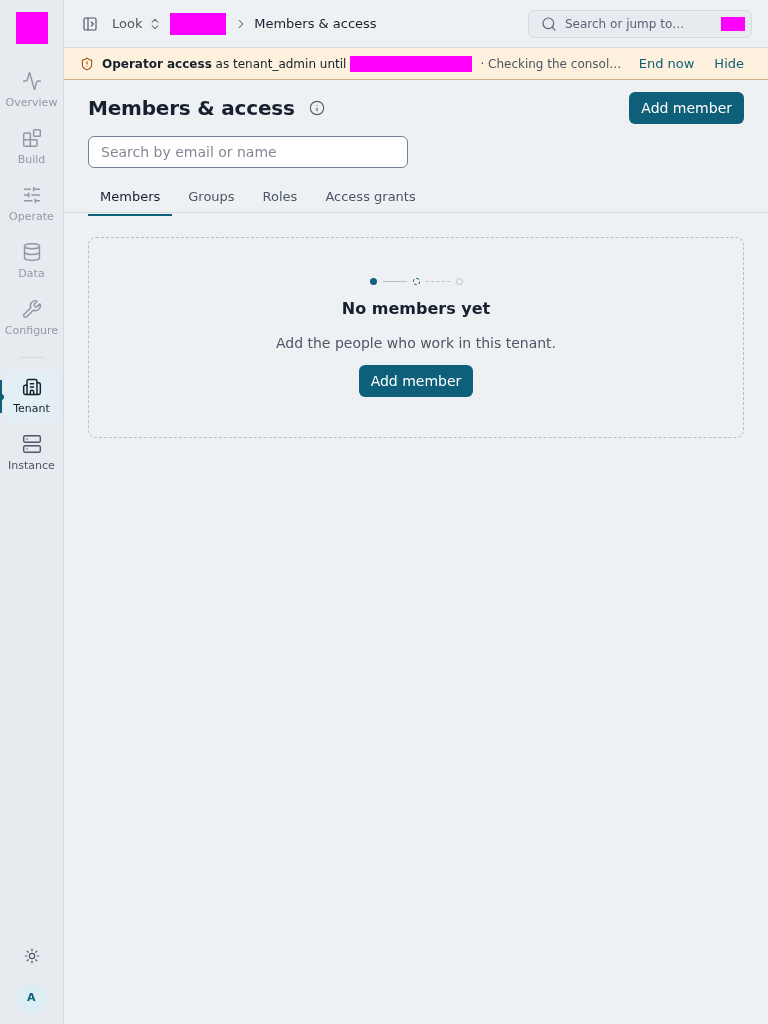 Look
Members & access
Search or jump to…
Operator access as tenant_admin until
· Checking the consol…
End now
Hide
Overview
Build
Operate
Data
Configure
Tenant
Instance
A
Members & access
Add member
Search by email or name
Members
Groups
Roles
Access grants
No members yet
Add the people who work in this tenant.
Add member